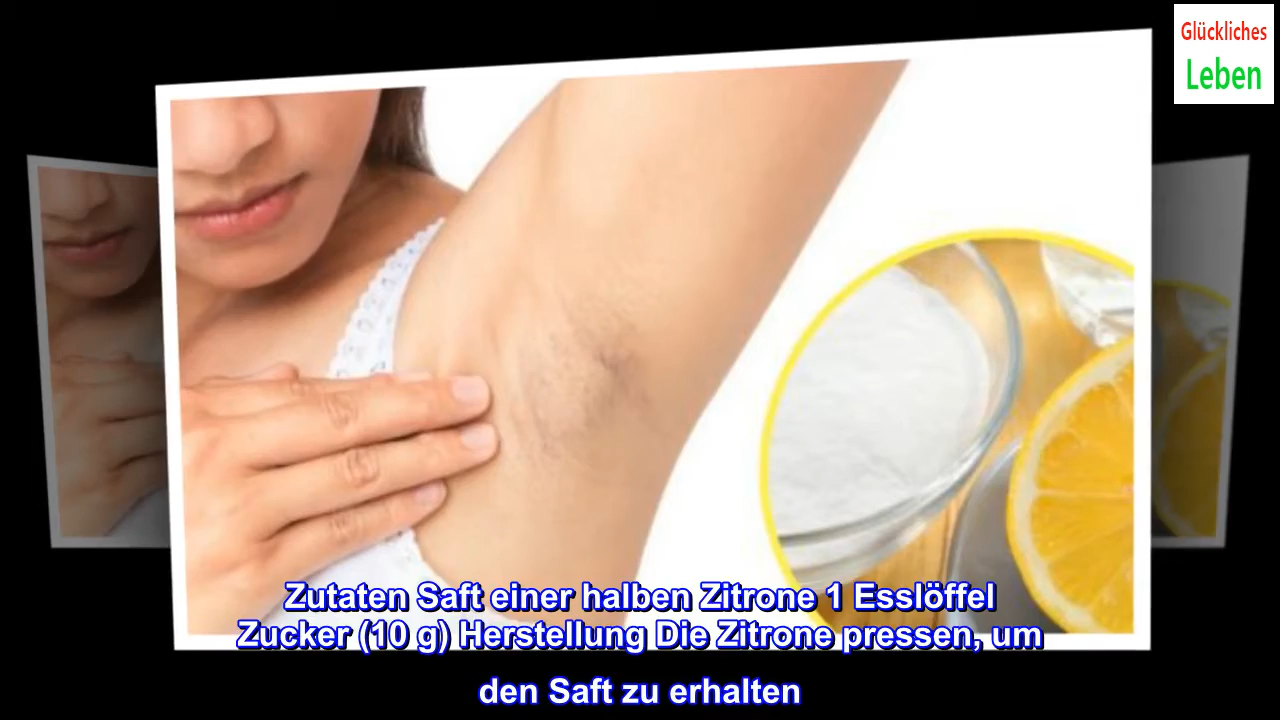 Glückliches
Leben
Zutaten Saft einer halben Zitrone 1 Esslöffel
Zucker (10 g) Herstellung Die Zitrone pressen, um
den Saft zu erhalten